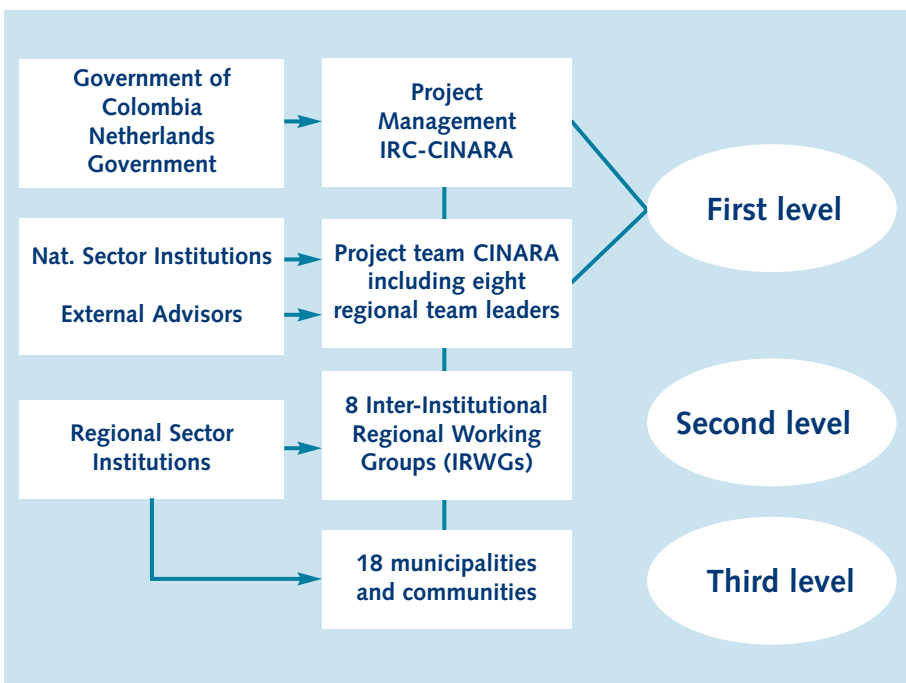 Government of
Colombia
Netherlands
Government
Project
Management
IRC-CINARA
First level
Nat. Sector Institutions
External Advisors
Project team CINARA
including eight
regional team leaders
Regional Sector
Institutions
8 Inter-Institutional
Regional Working
Groups (IRWGs)
Second level
18 municipalities
and communities
Third level